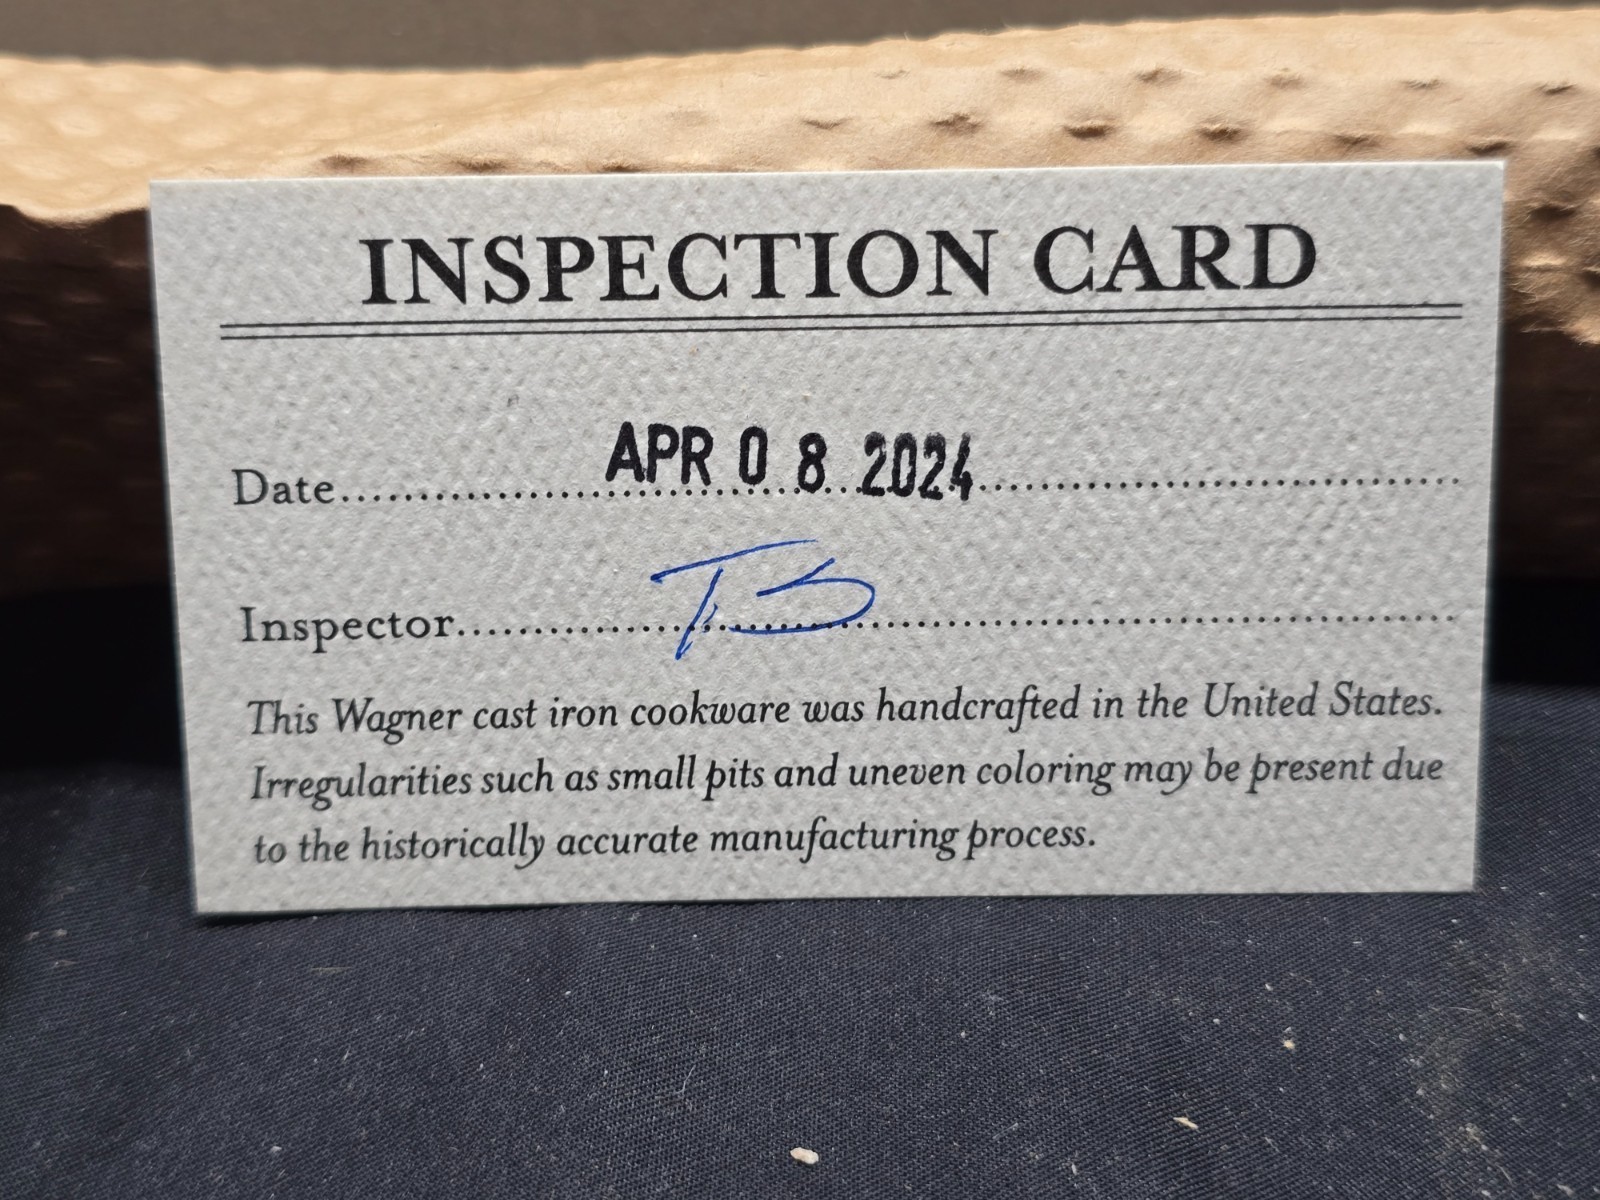 INSPECTION CARD
Date....................APR 0 8 2024....................
Inspector....................TB....................
This Wagner cast iron cookware was handcrafted in the United States.
Irregularities such as small pits and uneven coloring may be present due
to the historically accurate manufacturing process.